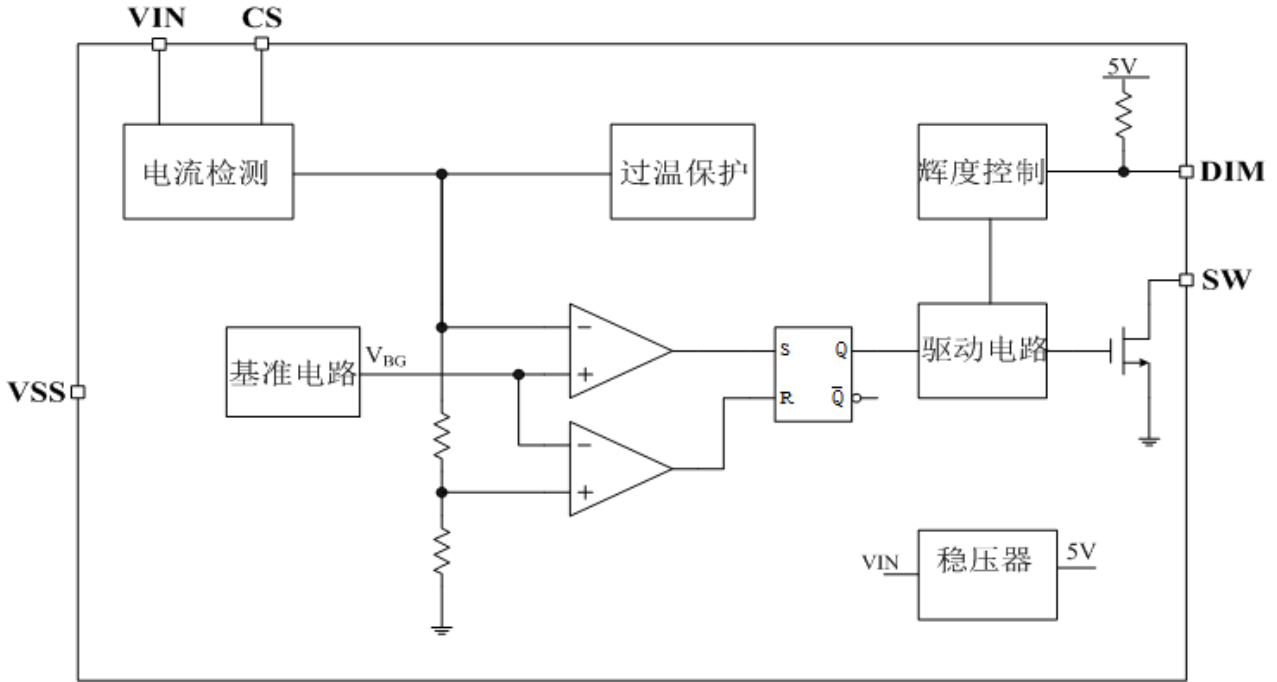 VIN
CS
5V
电流检测
过温保护
辉度控制
DIM
SW
基准电路
VBG
−
+
S
Q
R
Q̅
驱动电路
VSS
−
+
VIN
稳压器
5V